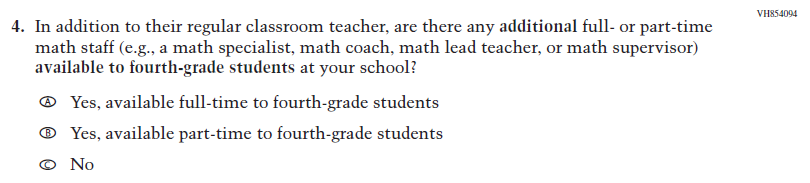 VH854094
4. In addition to their regular classroom teacher, are there any additional full- or part-time
math staff (e.g., a math specialist, math coach, math lead teacher, or math supervisor)
available to fourth-grade students at your school?
A Yes, available full-time to fourth-grade students
B Yes, available part-time to fourth-grade students
C No